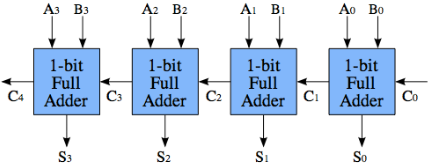 A3 B3 A2 B2 A1 B1 A0 B0
1-bit Full Adder
1-bit Full Adder
1-bit Full Adder
1-bit Full Adder
C4 C3 C2 C1 C0
S3 S2 S1 S0